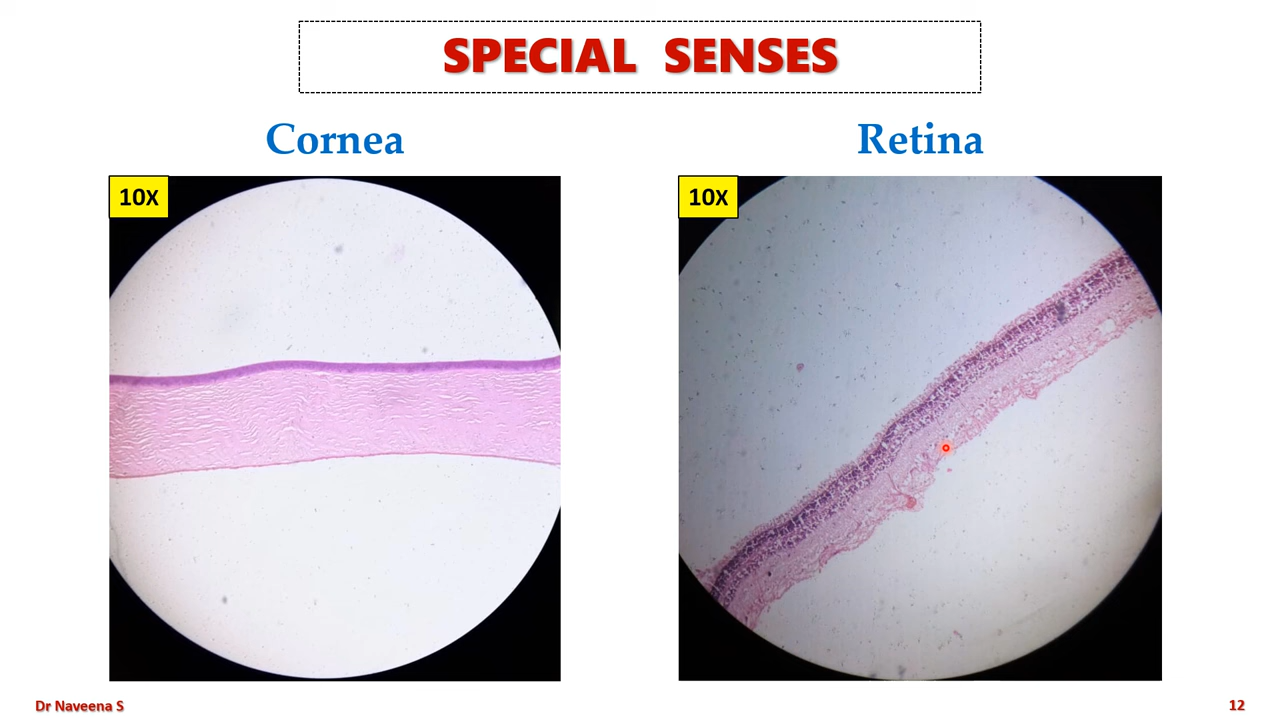 SPECIAL SENSES
Cornea
Retina
10X
10X
Dr Naveena S
12